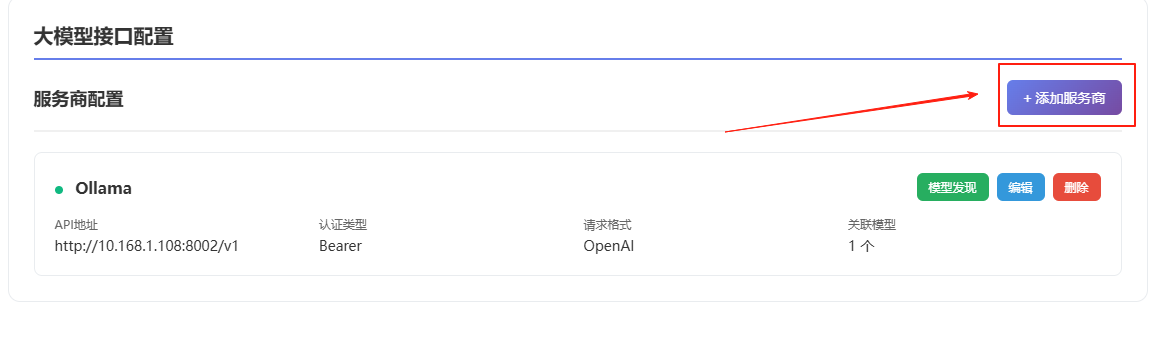 大模型接口配置
服务商配置
+ 添加服务商
Ollama
模型发现
编辑
删除
API地址
认证类型
请求格式
关联模型
http://10.168.1.108:8002/v1
Bearer
OpenAI
1 个